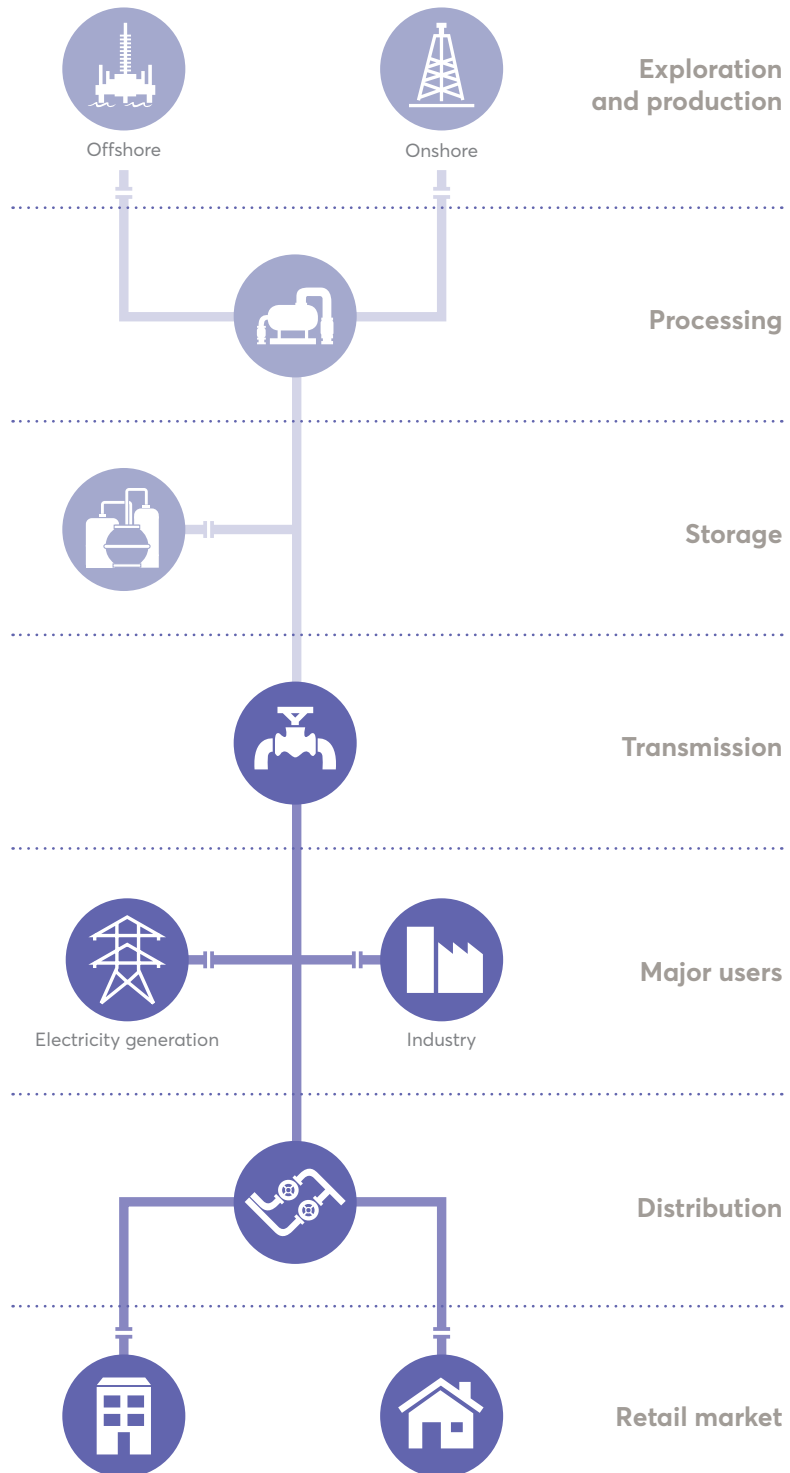 Exploration
and production
Offshore
Onshore
Processing
Storage
Transmission
Major users
Electricity generation
Industry
Distribution
Retail market